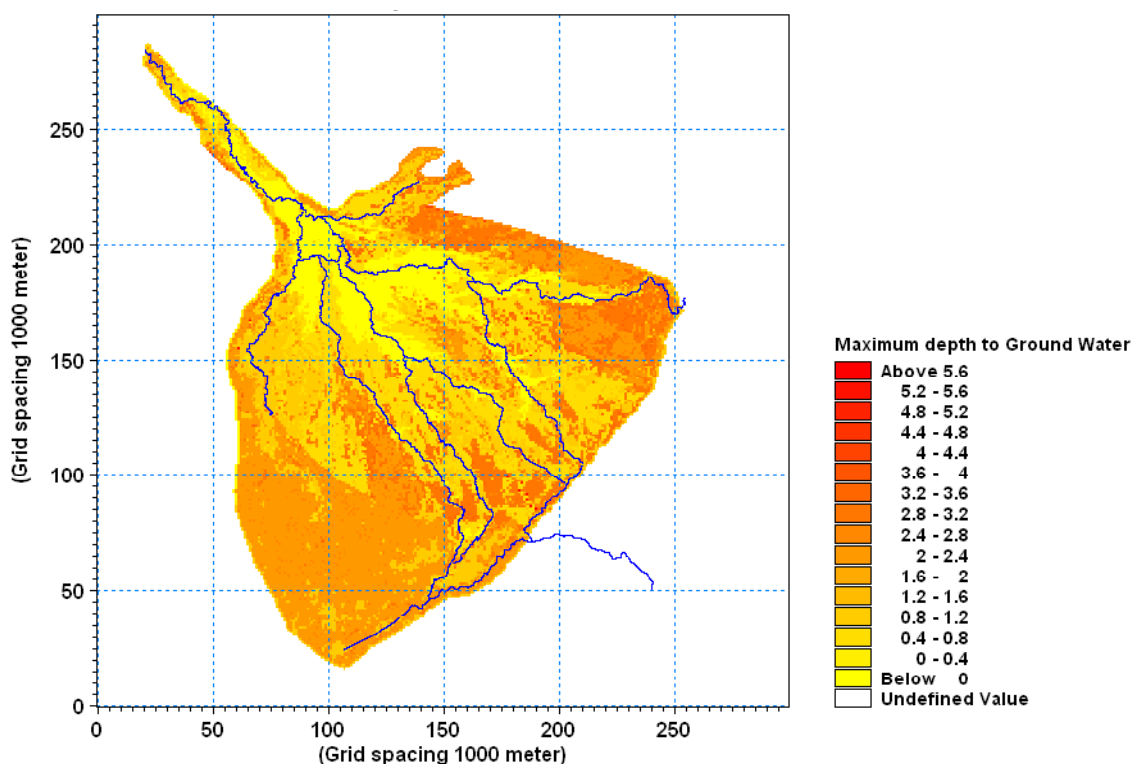 250
200
150
100
50
0
(Grid spacing 1000 meter)
0 50 100 150 200 250
(Grid spacing 1000 meter)
Maximum depth to Ground Water
Above 5.6
5.2 - 5.6
4.8 - 5.2
4.4 - 4.8
4 - 4.4
3.6 - 4
3.2 - 3.6
2.8 - 3.2
2.4 - 2.8
2 - 2.4
1.6 - 2
1.2 - 1.6
0.8 - 1.2
0.4 - 0.8
0 - 0.4
Below 0
Undefined Value